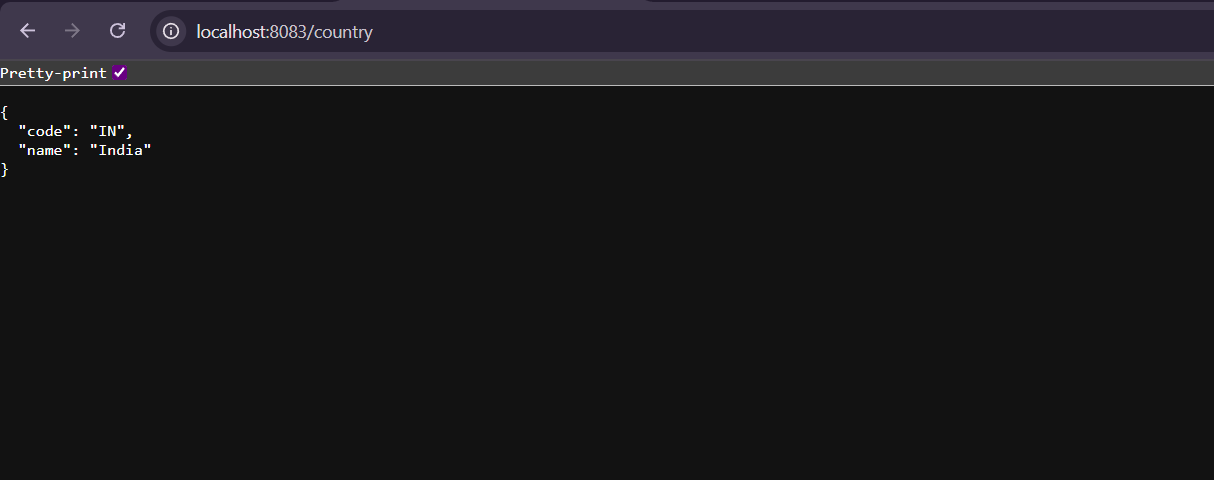 localhost:8083/country
Pretty-print
{
  "code": "IN",
  "name": "India"
}